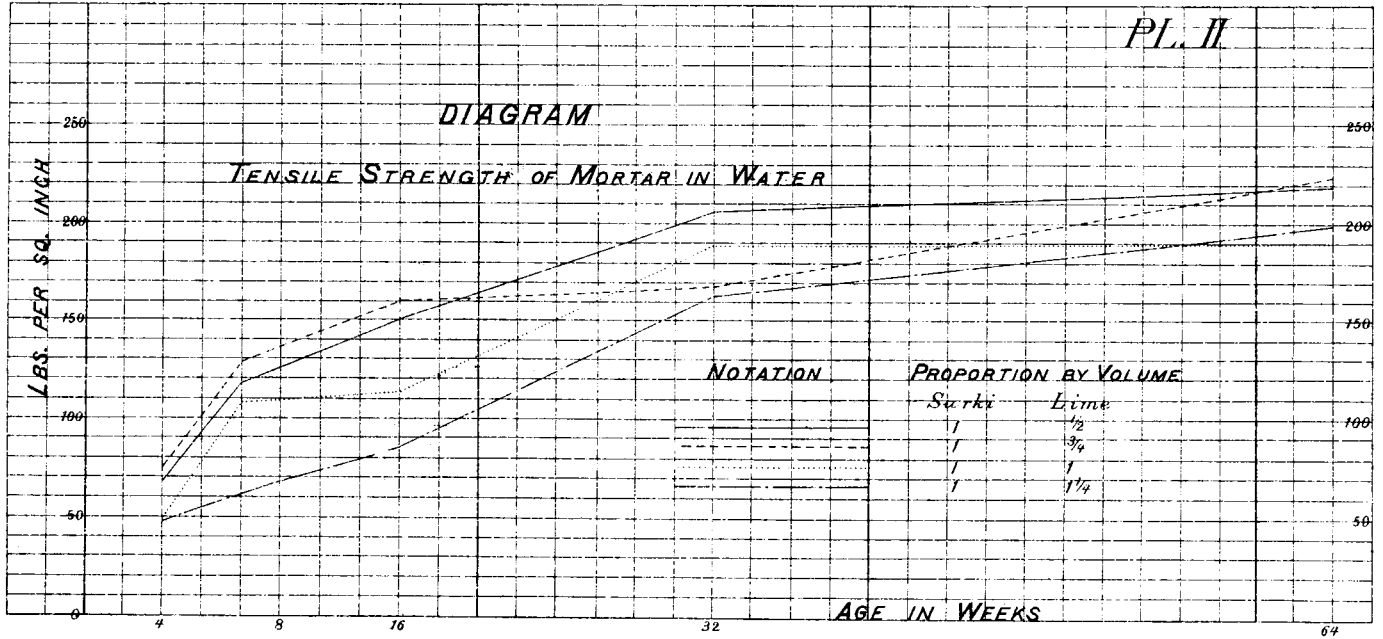 PL. II
DIAGRAM
TENSILE STRENGTH OF MORTAR IN WATER
LBS. PER SQ. INCH
250
200
150
100
50
0
250
200
150
100
50
NOTATION PROPORTION BY VOLUME
Surki Lime
1 1/2
1 3/4
1 1
1 1 1/4
AGE IN WEEKS
4 8 16 32 64